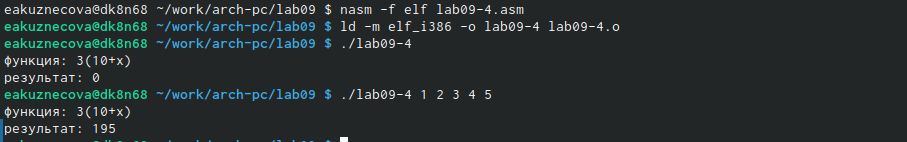 eakuznecova@dk8n68 ~/work/arch-pc/lab09 $ nasm -f elf lab09-4.asm
eakuznecova@dk8n68 ~/work/arch-pc/lab09 $ ld -m elf_i386 -o lab09-4 lab09-4.o
eakuznecova@dk8n68 ~/work/arch-pc/lab09 $ ./lab09-4
функция: 3(10+x)
результат: 0
eakuznecova@dk8n68 ~/work/arch-pc/lab09 $ ./lab09-4 1 2 3 4 5
функция: 3(10+x)
результат: 195
eakuznecova@dk8n68 ~/work/arch-pc/lab09 $